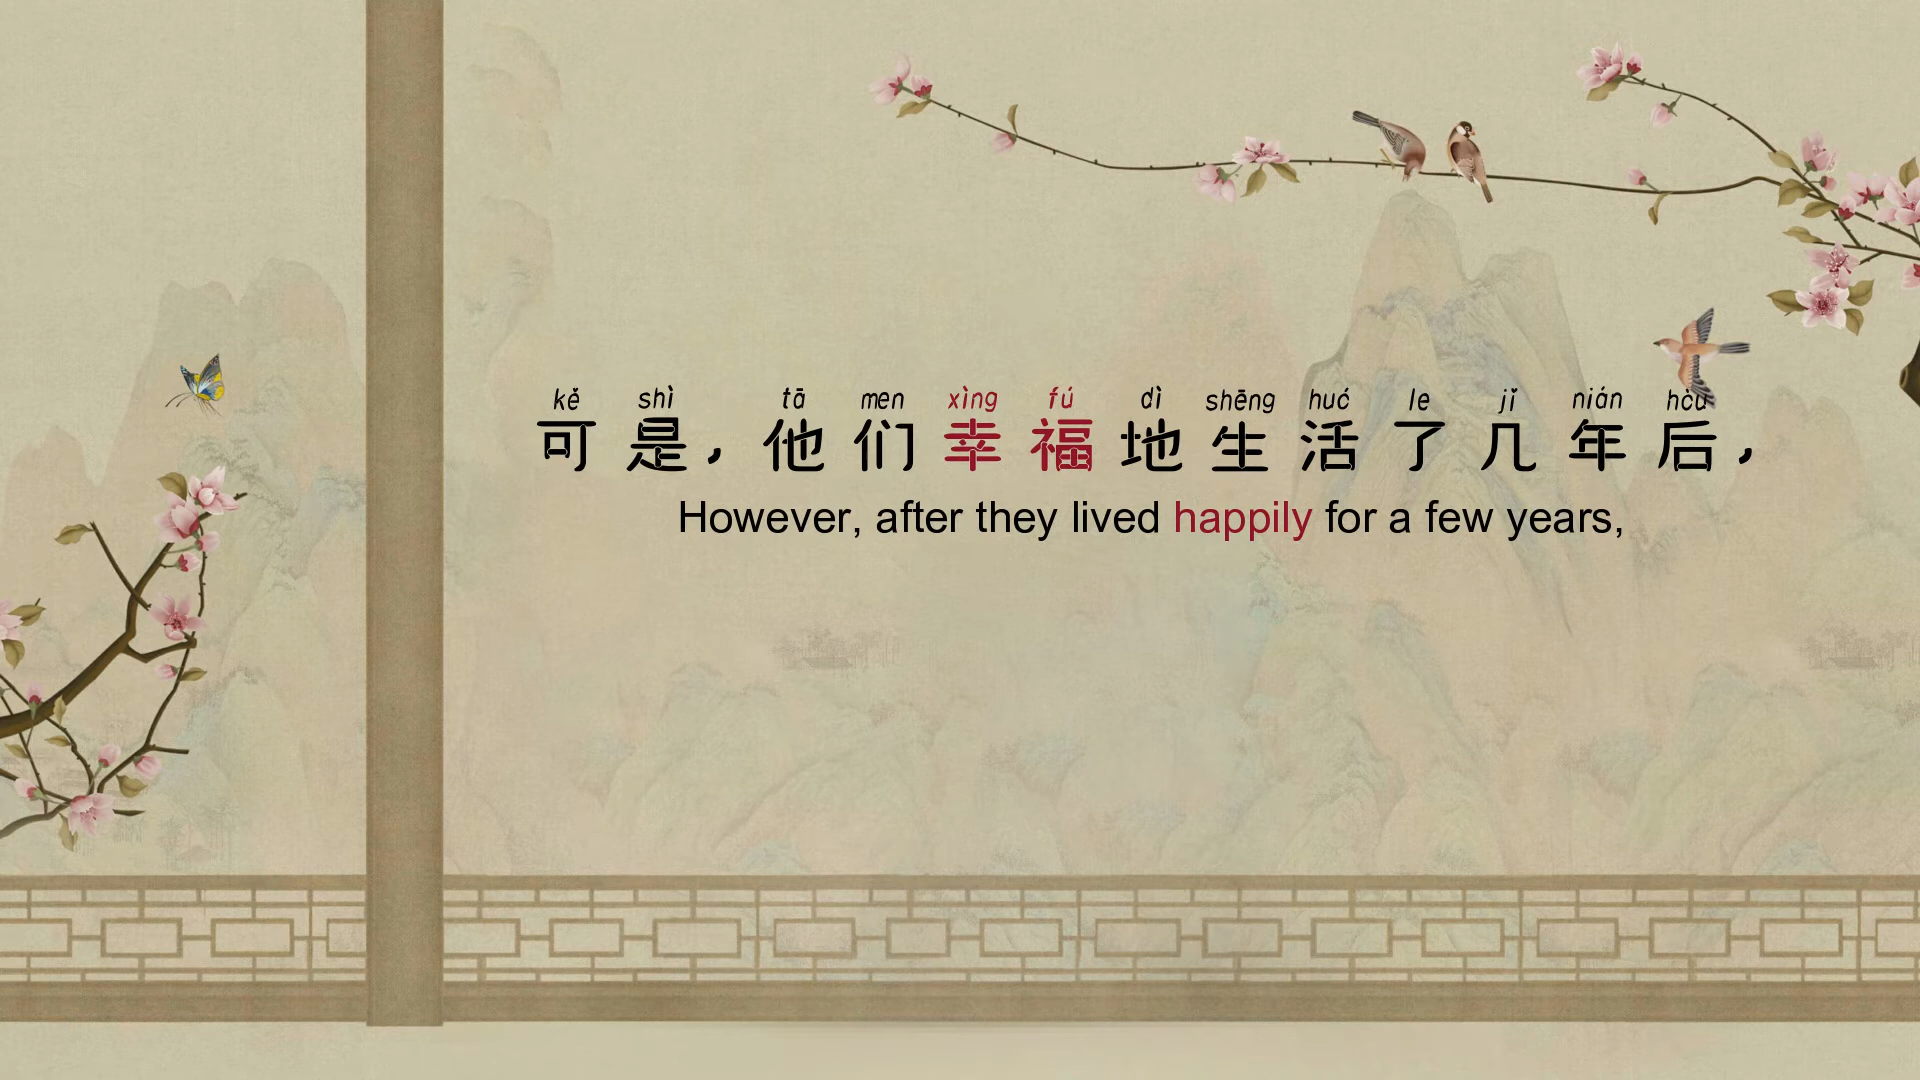 kě shì tā men xìng fú dì shēng huó le jǐ nián hòu
可是，他们幸福地生活了几年后，
However, after they lived happily for a few years,